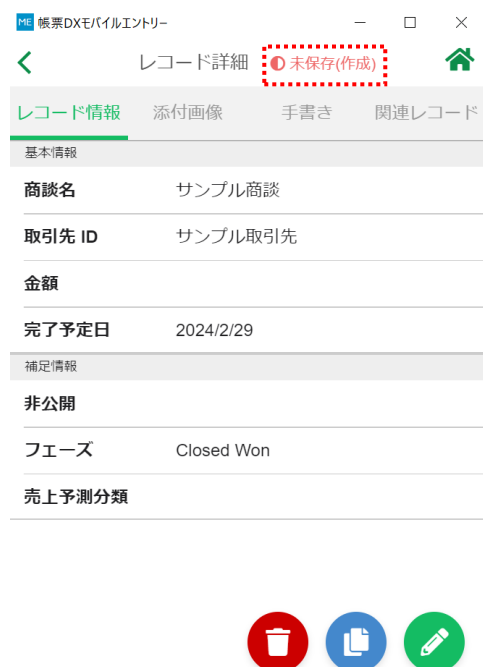 ME 帳票DXモバイルエントリー
レコード詳細 未保存(作成)
レコード情報 添付画像 手書き 関連レコード
基本情報
商談名 サンプル商談
取引先 ID サンプル取引先
金額
完了予定日 2024/2/29
補足情報
非公開
フェーズ Closed Won
売上予測分類